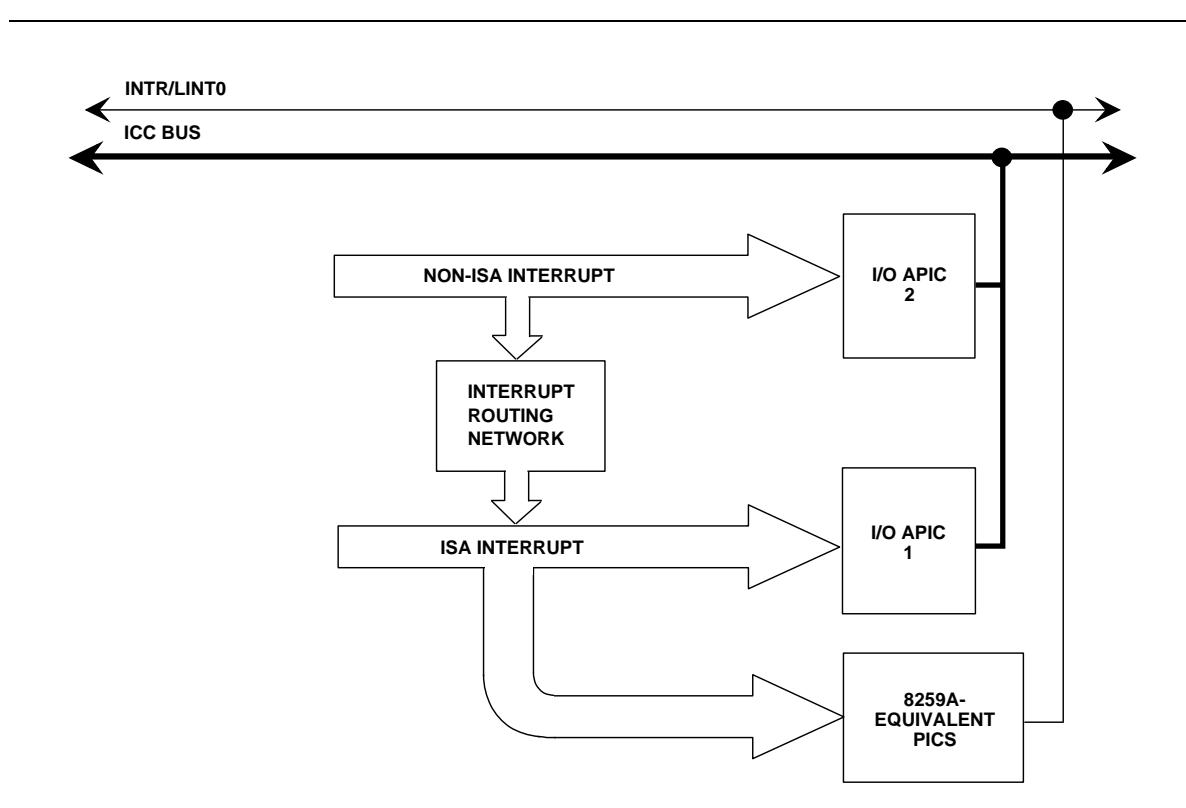 INTR/LINT0
ICC BUS
NON-ISA INTERRUPT
I/O APIC
2
INTERRUPT
ROUTING
NETWORK
ISA INTERRUPT
I/O APIC
1
8259A-
EQUIVALENT
PICS